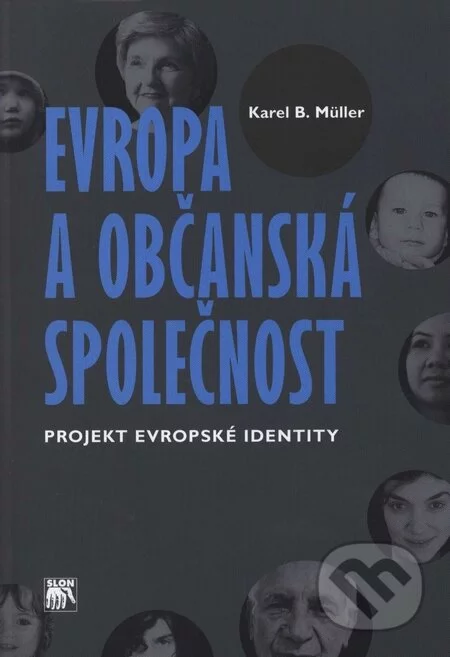 Karel B. Müller
EVROPA
A OBČANSKÁ
SPOLEČNOST
PROJEKT EVROPSKÉ IDENTITY
SLON
m